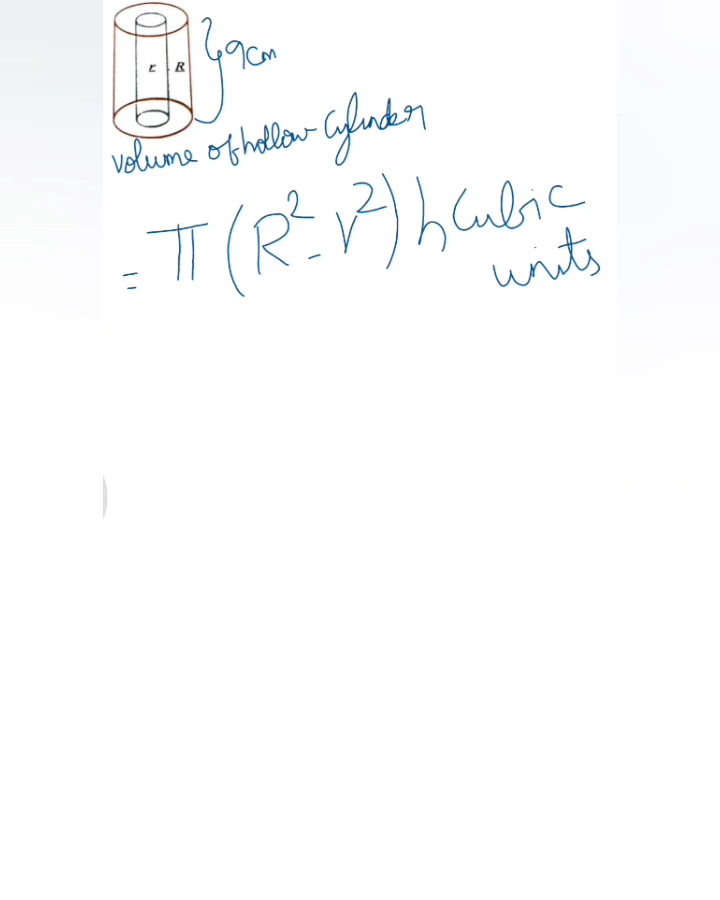 r R
9cm
volume of hollow cylinder
= π (R² - r²) h cubic
units